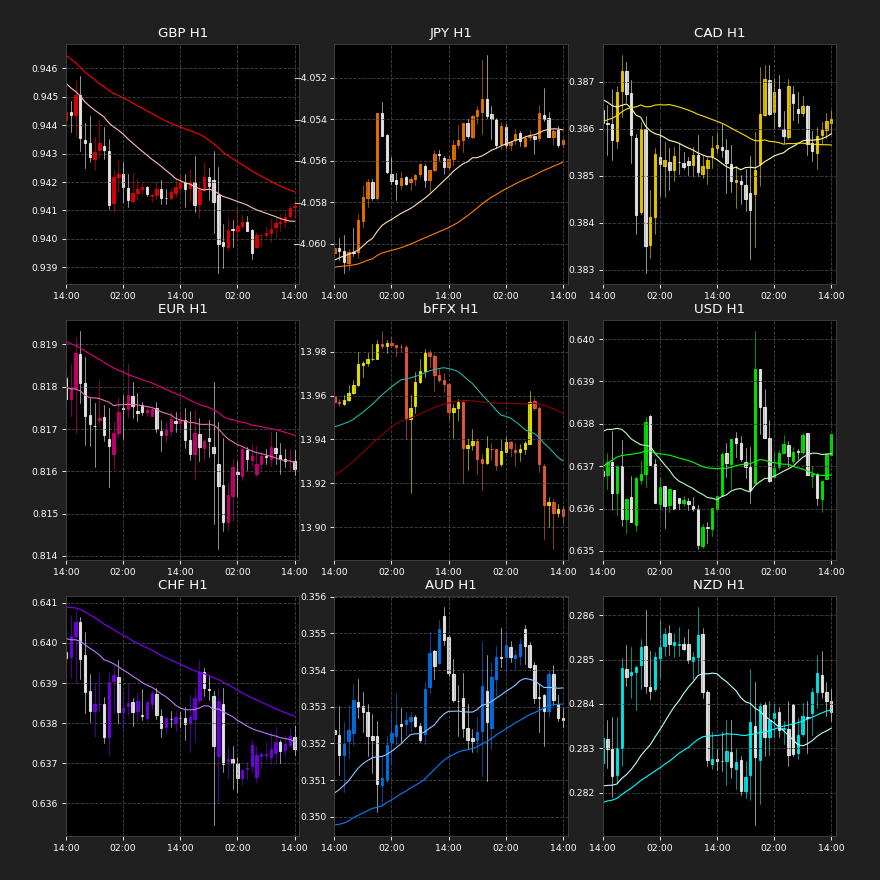 GBP H1
0.946
0.945
0.944
0.943
0.942
0.941
0.940
0.939
14:00 02:00 14:00 02:00 14:00
JPY H1
−4.052
−4.054
−4.056
−4.058
−4.060
14:00 02:00 14:00 02:00 14:00
CAD H1
0.387
0.386
0.385
0.384
0.383
14:00 02:00 14:00 02:00 14:00
EUR H1
0.819
0.818
0.817
0.816
0.815
0.814
14:00 02:00 14:00 02:00 14:00
bFFX H1
13.98
13.96
13.94
13.92
13.90
14:00 02:00 14:00 02:00 14:00
USD H1
0.640
0.639
0.638
0.637
0.636
0.635
14:00 02:00 14:00 02:00 14:00
CHF H1
0.641
0.640
0.639
0.638
0.637
0.636
14:00 02:00 14:00 02:00 14:00
AUD H1
0.356
0.355
0.354
0.353
0.352
0.351
0.350
14:00 02:00 14:00 02:00 14:00
NZD H1
0.286
0.285
0.284
0.283
0.282
14:00 02:00 14:00 02:00 14:00